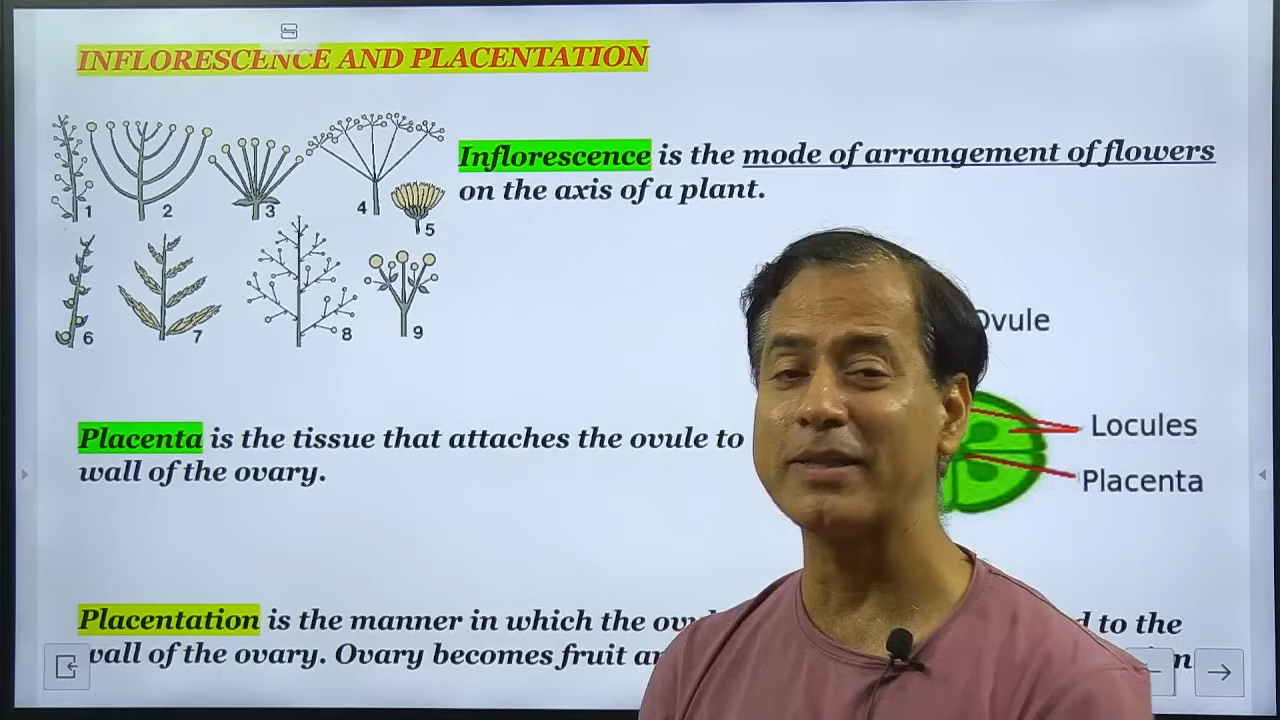 INFLORESCENCE AND PLACENTATION
1
2
3
4
5
Inflorescence is the mode of arrangement of flowers
on the axis of a plant.
6
7
8
9
Ovule
Placenta is the tissue that attaches the ovule to
wall of the ovary.
Locules
Placenta
Placentation is the manner in which the to the
wall of the ovary. Ovary becomes fruit